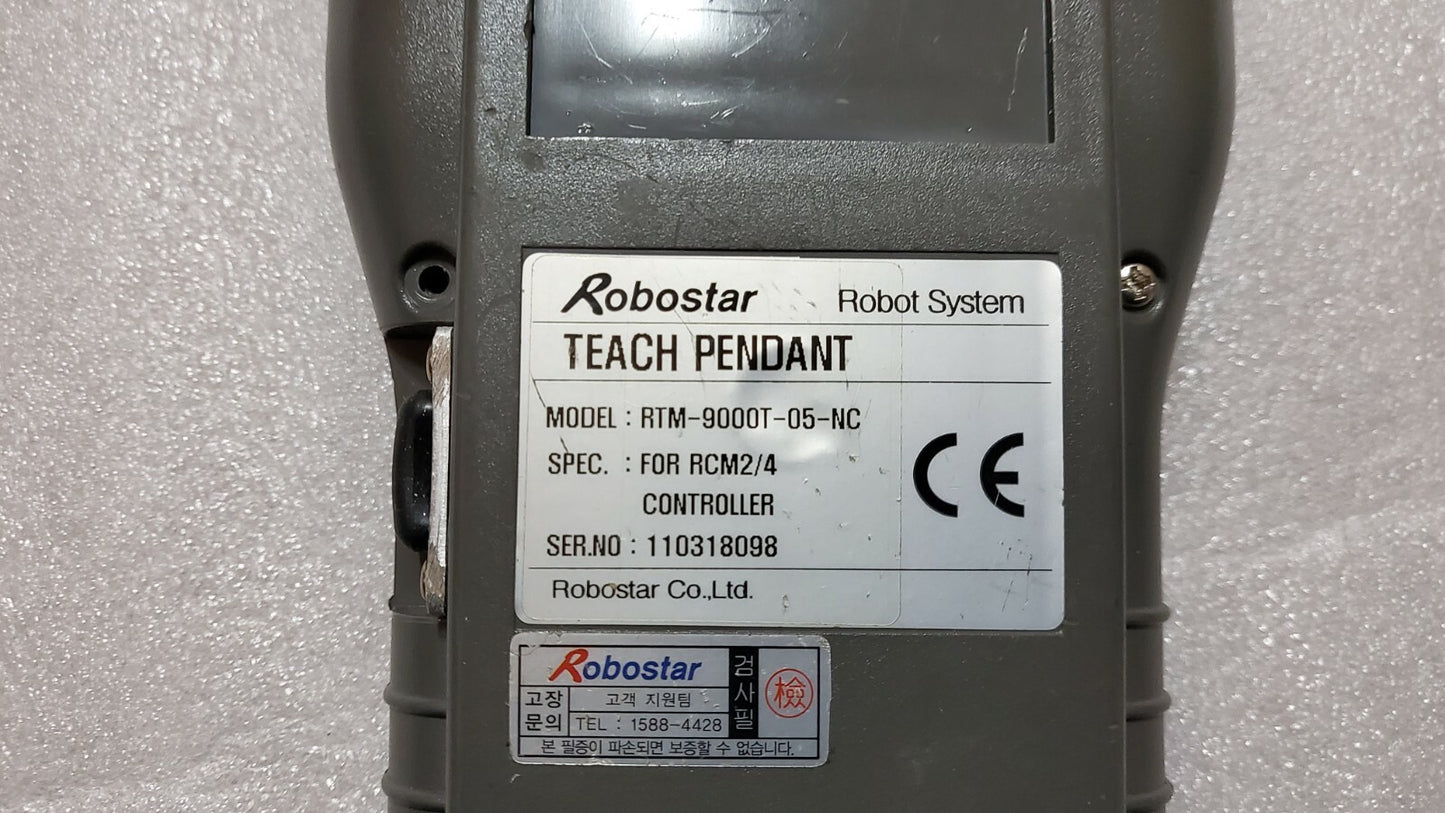 Robostar Robot System
TEACH PENDANT
MODEL : RTM-9000T-05-NC
SPEC. : FOR RCM2/4
CONTROLLER
SER.NO : 110318098
Robostar Co.,Ltd.
CE
Robostar
고장
문의
고객 지원팀
TEL : 1588-4428
검사필
檢
본 필증이 파손되면 보증할 수 없습니다.